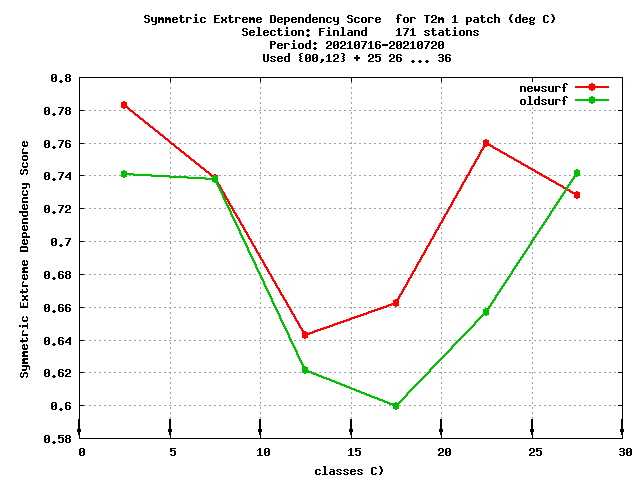 Symmetric Extreme Dependency Score  for T2m 1 patch (deg C)
Selection: Finland    171 stations
Period: 20210716-20210720
Used {00,12} + 25 26 ... 36
newsurf
oldsurf
Symmetric Extreme Dependency Score
0.8
0.78
0.76
0.74
0.72
0.7
0.68
0.66
0.64
0.62
0.6
0.58
0 5 10 15 20 25 30
classes C)